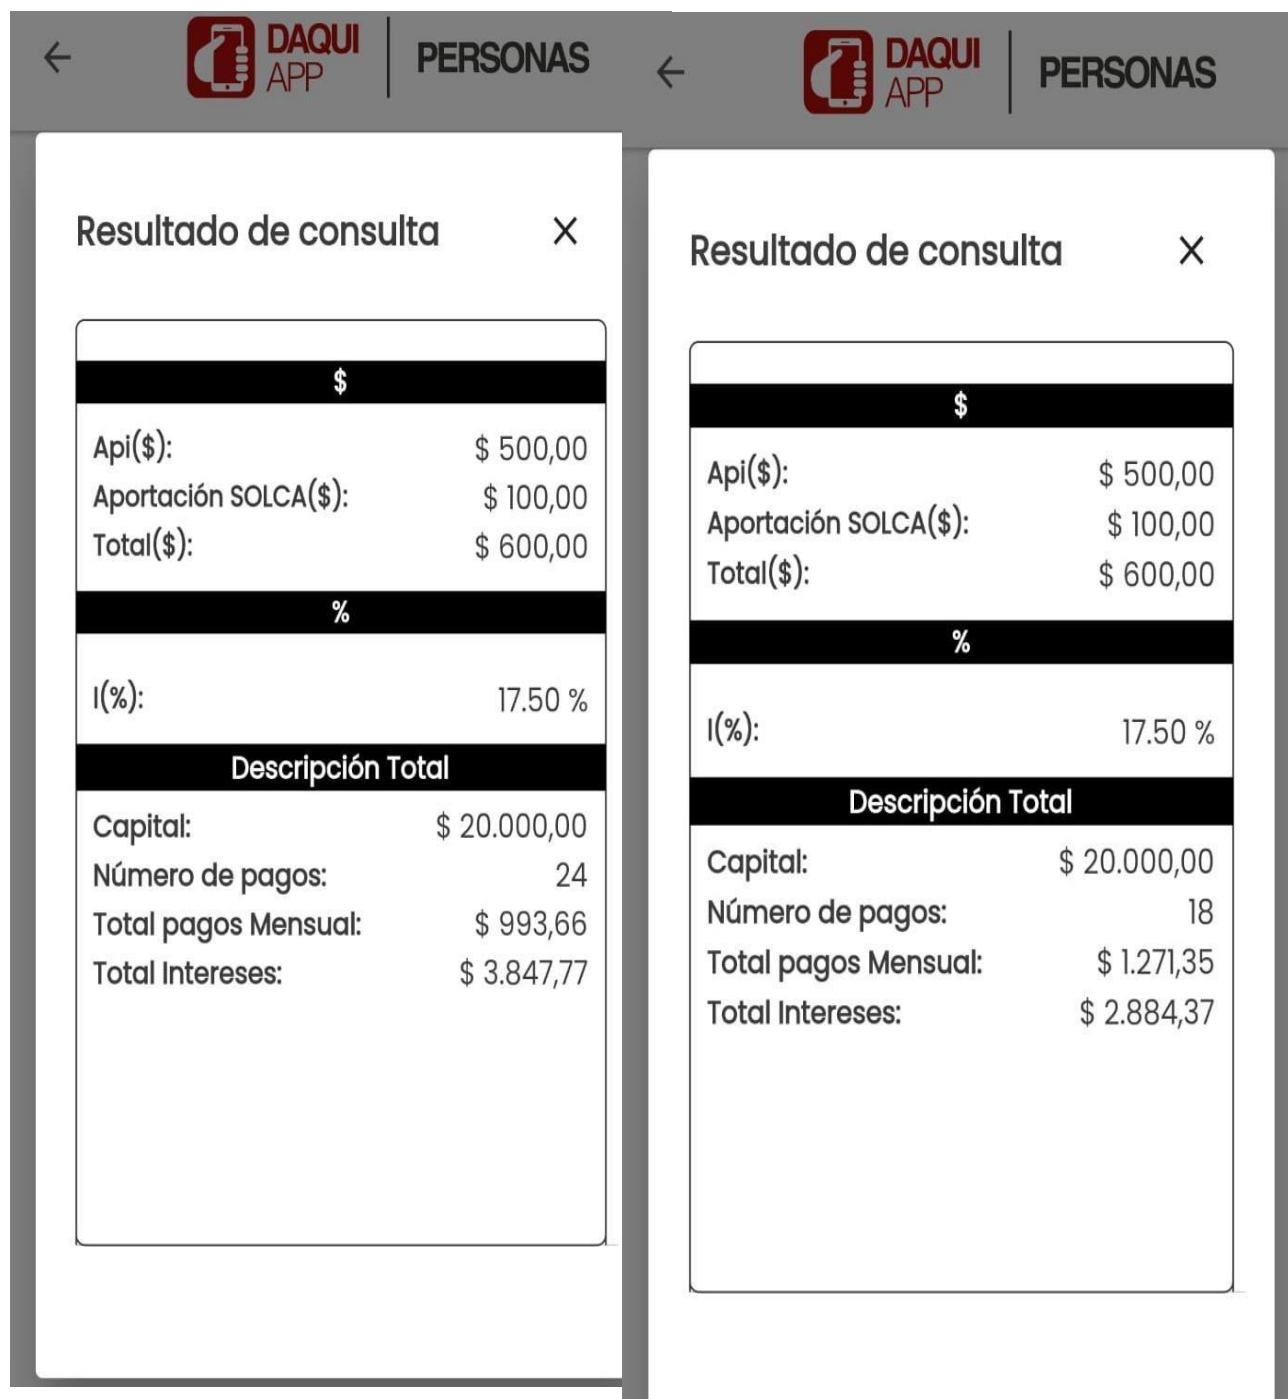 DAQUI
APP
PERSONAS
Resultado de consulta
X
$
Api($): $ 500,00
Aportación SOLCA($): $ 100,00
Total($): $ 600,00
%
I(%): 17.50 %
Descripción Total
Capital: $ 20.000,00
Número de pagos: 24
Total pagos Mensual: $ 993,66
Total Intereses: $ 3.847,77
DAQUI
APP
PERSONAS
Resultado de consulta
X
$
Api($): $ 500,00
Aportación SOLCA($): $ 100,00
Total($): $ 600,00
%
I(%): 17.50 %
Descripción Total
Capital: $ 20.000,00
Número de pagos: 18
Total pagos Mensual: $ 1.271,35
Total Intereses: $ 2.884,37